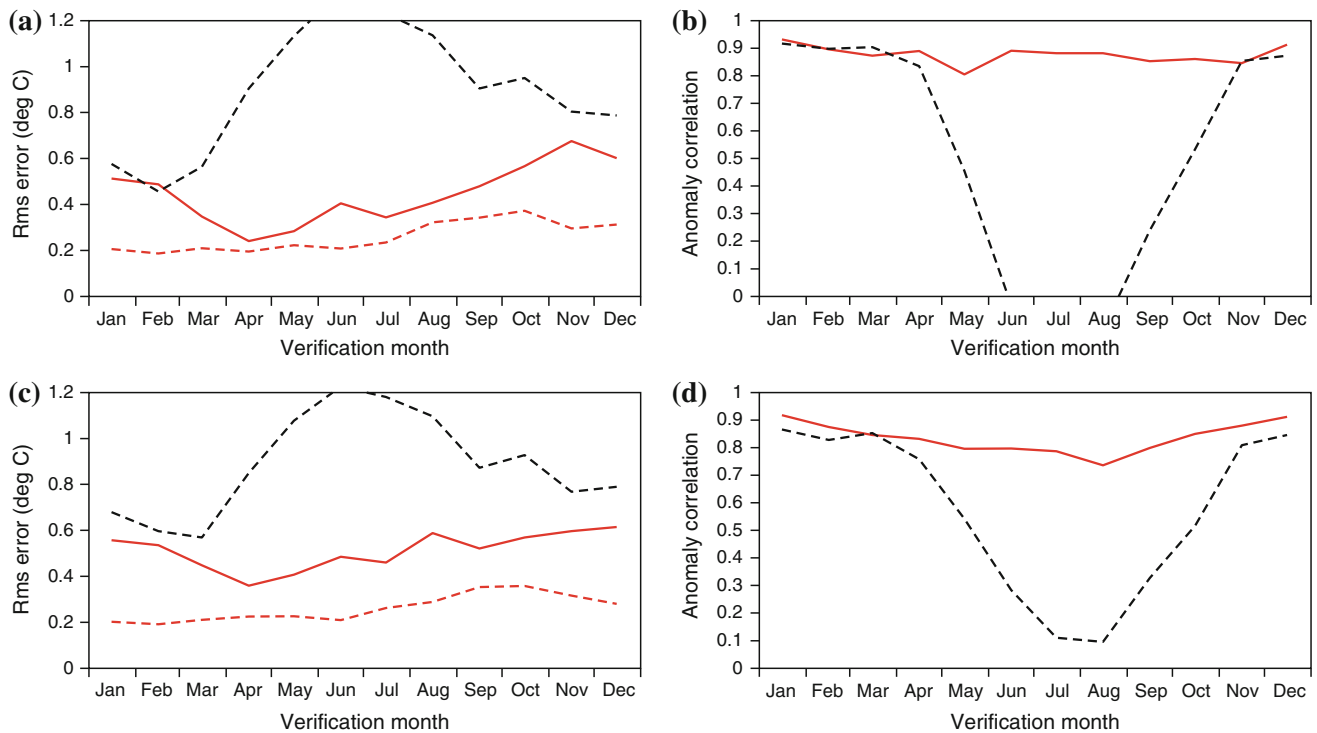 (a)
Rms error (deg C)
1.2
1
0.8
0.6
0.4
0.2
0
Jan Feb Mar Apr May Jun Jul Aug Sep Oct Nov Dec
Verification month
(b)
Anomaly correlation
1
0.9
0.8
0.7
0.6
0.5
0.4
0.3
0.2
0.1
0
Jan Feb Mar Apr May Jun Jul Aug Sep Oct Nov Dec
Verification month
(c)
Rms error (deg C)
1.2
1
0.8
0.6
0.4
0.2
0
Jan Feb Mar Apr May Jun Jul Aug Sep Oct Nov Dec
Verification month
(d)
Anomaly correlation
1
0.9
0.8
0.7
0.6
0.5
0.4
0.3
0.2
0.1
0
Jan Feb Mar Apr May Jun Jul Aug Sep Oct Nov Dec
Verification month